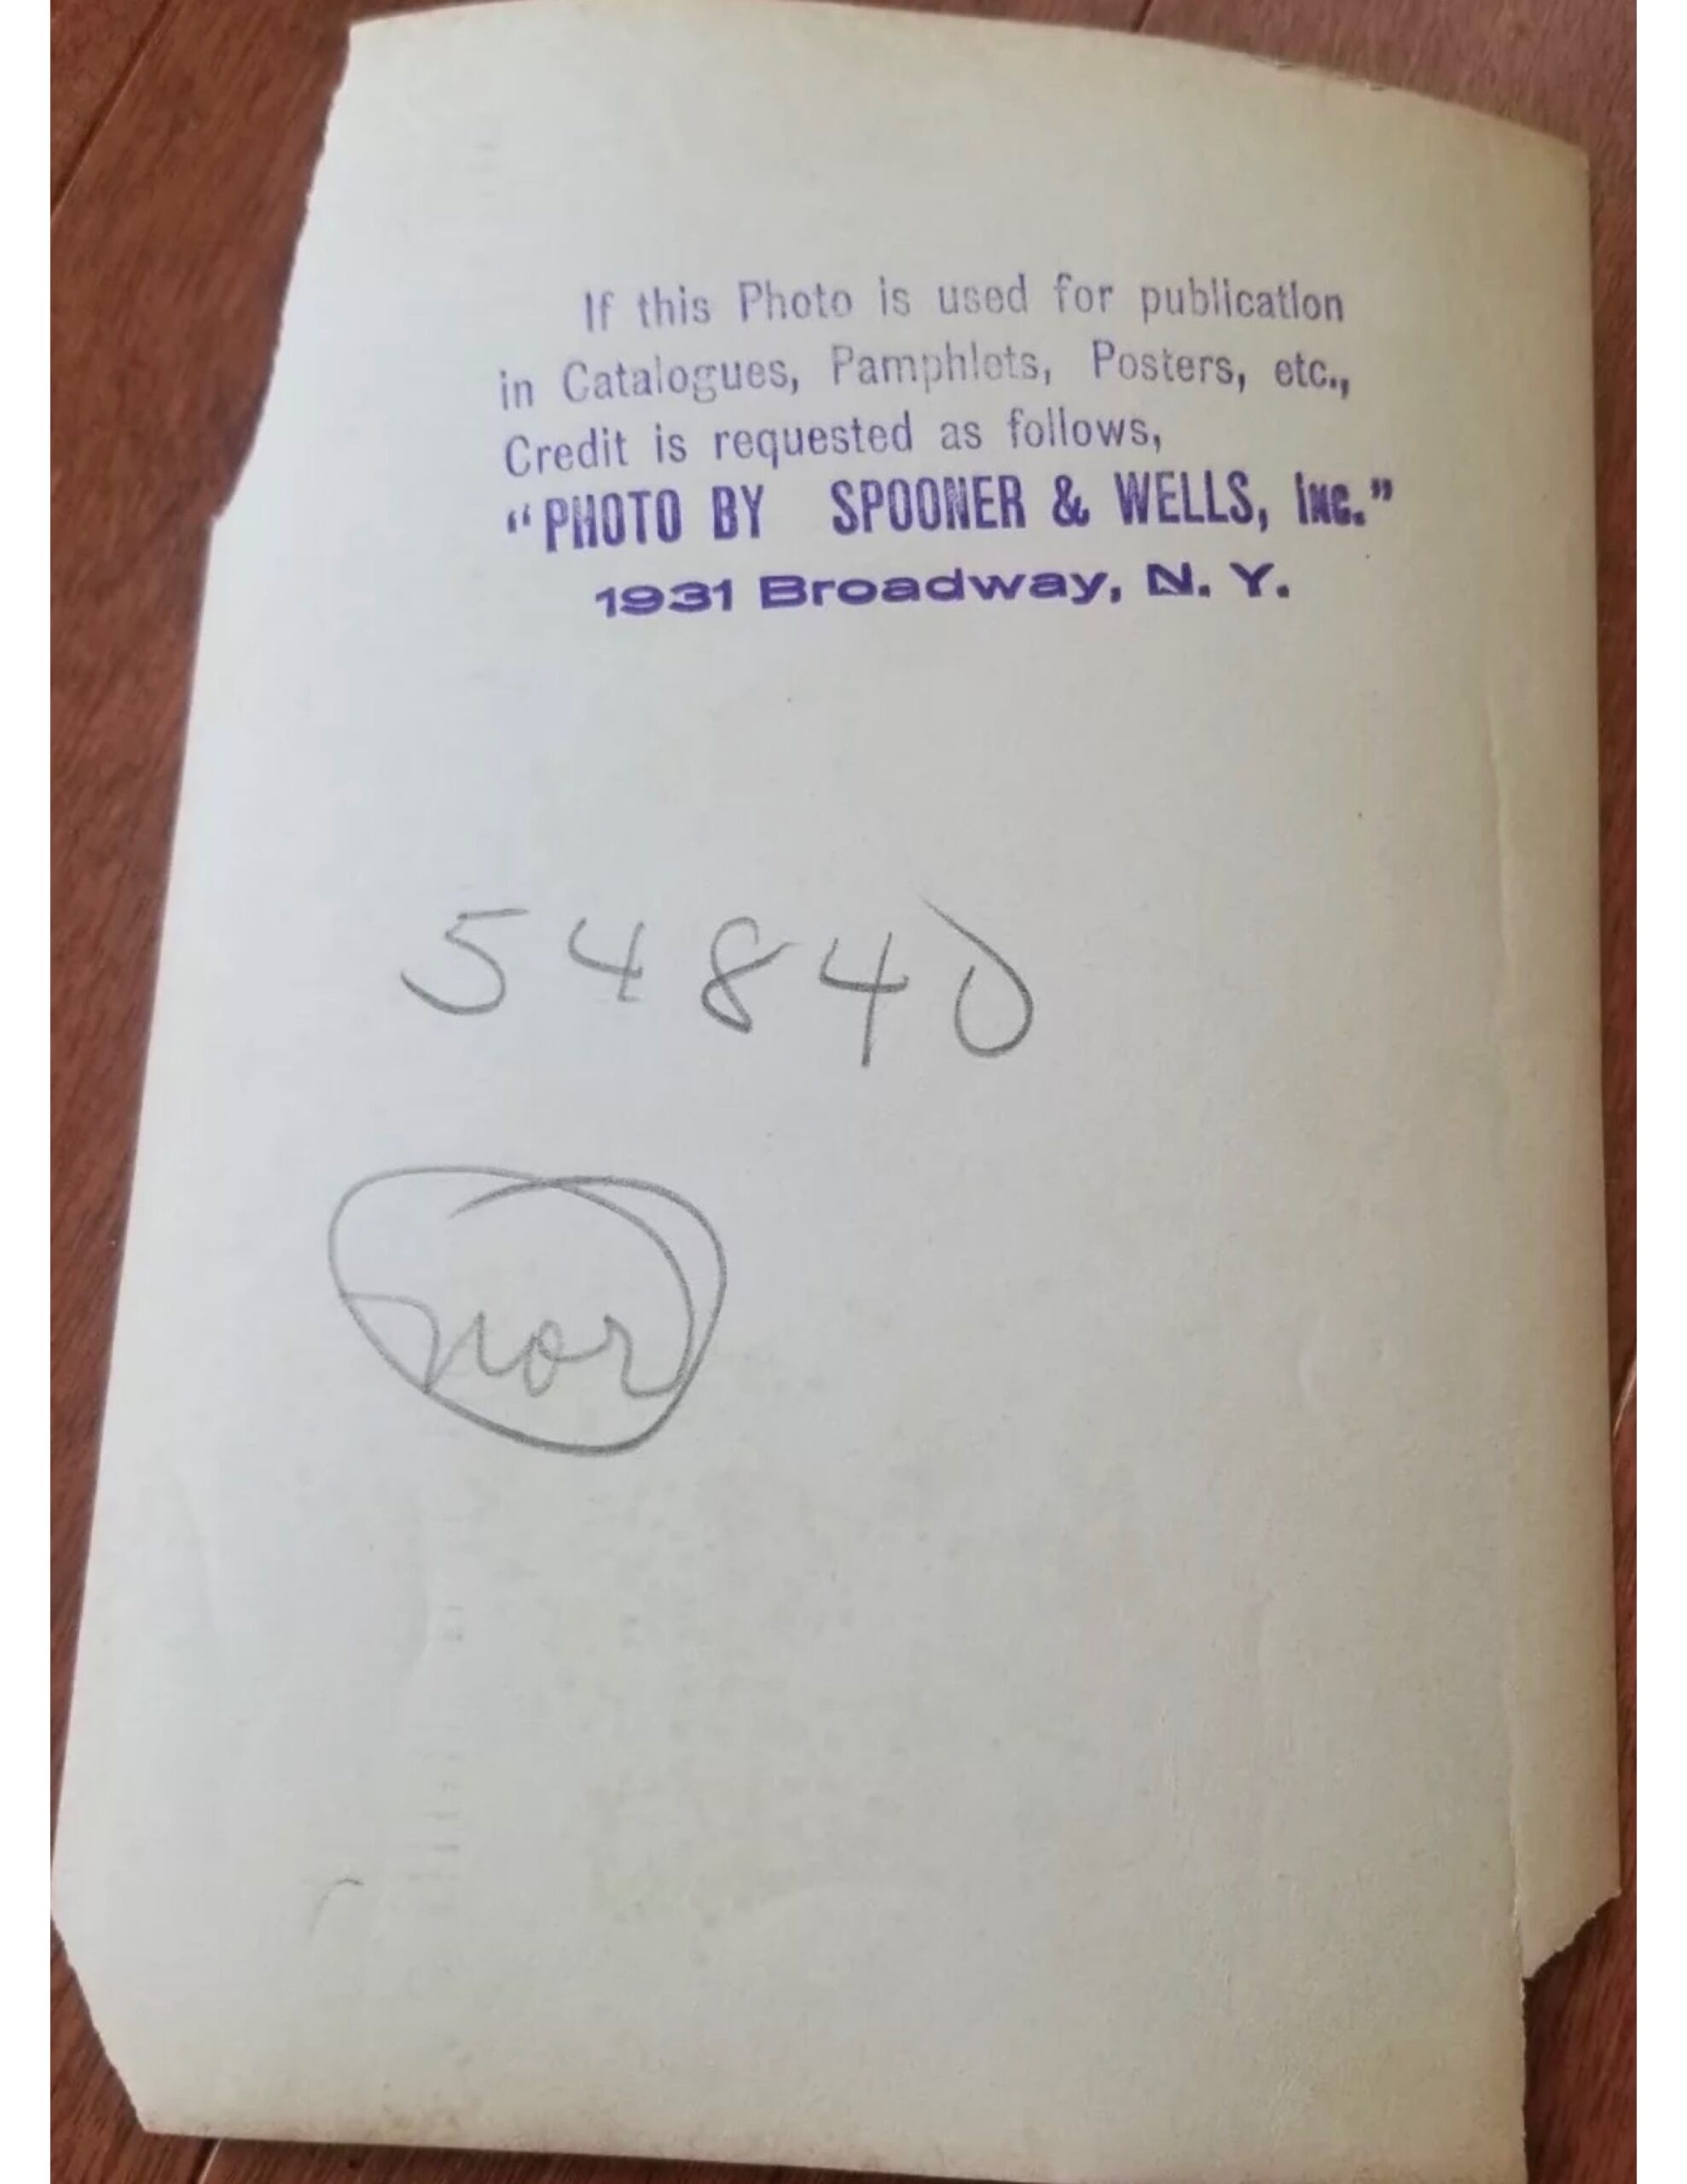 If this Photo is used for publication
in Catalogues, Pamphlets, Posters, etc.,
Credit is requested as follows,
“PHOTO BY SPOONER & WELLS, INC.”
1931 Broadway, N. Y.
54840
nor